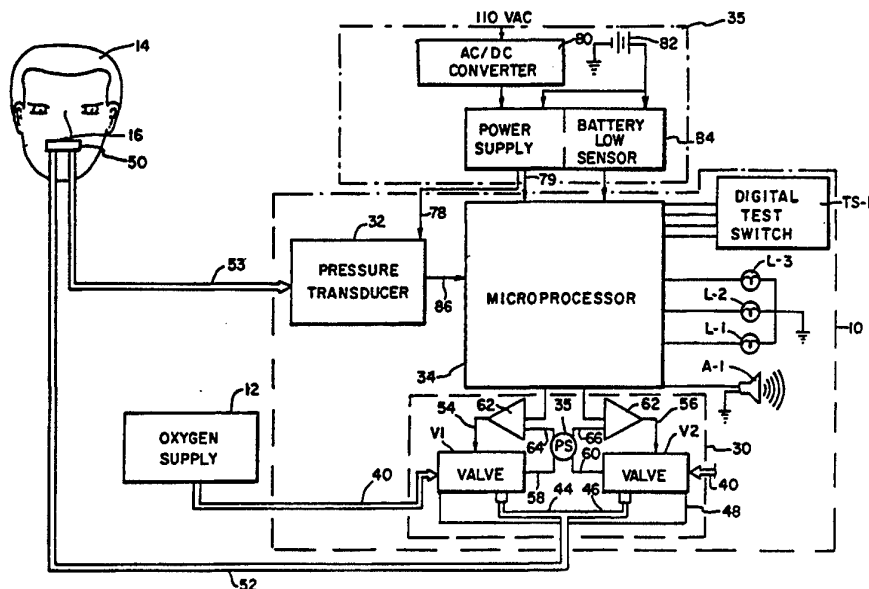 110 VAC
35
80
82
14
AC/DC
CONVERTER
16
50
POWER
SUPPLY
BATTERY
LOW
SENSOR
84
79
78
32
DIGITAL
TEST
SWITCH
TS-1
53
PRESSURE
TRANSDUCER
86
MICROPROCESSOR
L-3
L-2
L-1
10
34
A-1
12
OXYGEN
SUPPLY
54
62
35
62
56
V1
64
PS
66
V2
30
VALVE
60
VALVE
40
58
44
46
40
48
52